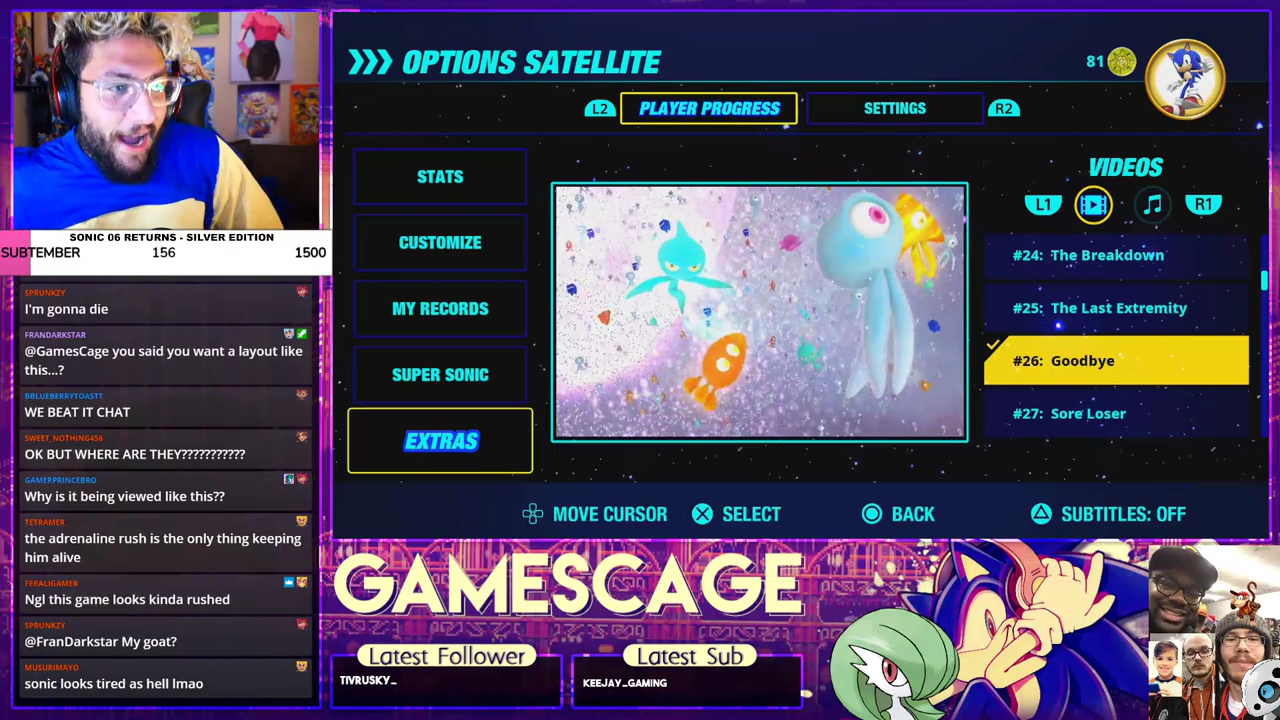 OPTIONS SATELLITE
81
L2
PLAYER PROGRESS
SETTINGS
R2
STATS
CUSTOMIZE
MY RECORDS
SUPER SONIC
EXTRAS
VIDEOS
L1
R1
#24: The Breakdown
#25: The Last Extremity
#26: Goodbye
#27: Sore Loser
MOVE CURSOR
SELECT
BACK
SUBTITLES: OFF
SONIC 06 RETURNS - SILVER EDITION
SUBTEMBER 156 1500
SPRUNKZY
I'm gonna die
FRANDARKSTAR
@GamesCage you said you want a layout like
this...?
BBLUEBERRYTOASTT
WE BEAT IT CHAT
SWEET_NOTHING456
OK BUT WHERE ARE THEY???????????
GAMERPRINCEBRO
Why is it being viewed like this??
TETRAMER
the adrenaline rush is the only thing keeping
him alive
FERALIGAMER
Ngl this game looks kinda rushed
SPRUNKZY
@FranDarkstar My goat?
MUSURIMAYO
sonic looks tired as hell lmao
GAMESCAGE
Latest Follower
TIVRUSKY_
Latest Sub
KEEJAY_GAMING